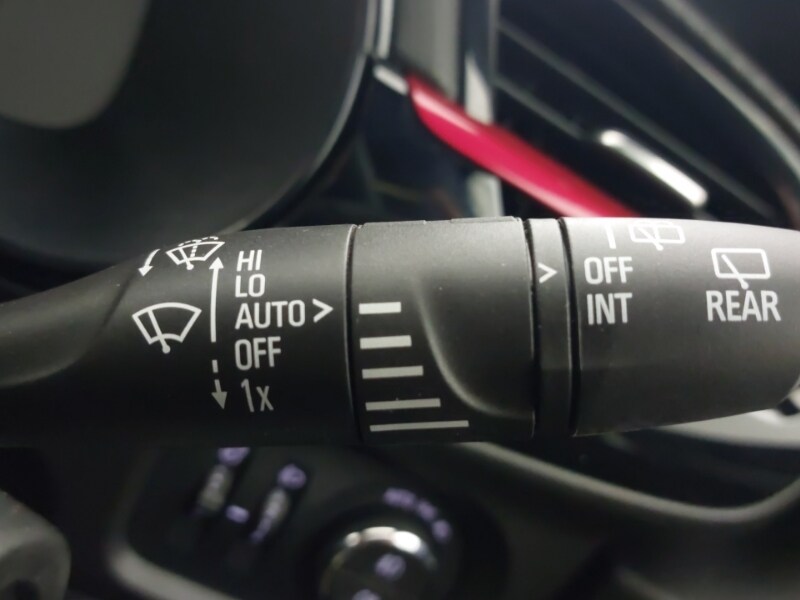 HI
LO
AUTO >
OFF
1x
>
OFF
INT
REAR